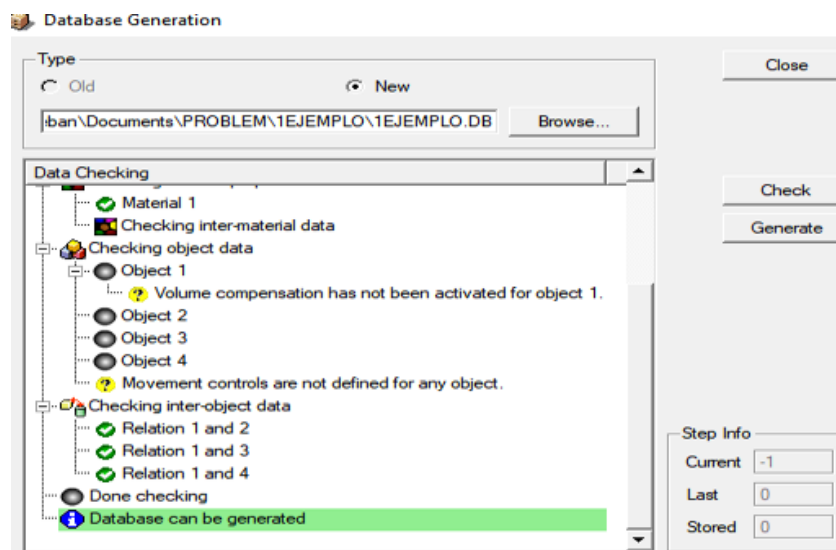 Database Generation
Type
Old
New
:ban\Documents\PROBLEM\1EJEMPLO\1EJEMPLO.DB
Browse...
Close
Data Checking
Material 1
Checking inter-material data
Check
Generate
Checking object data
Object 1
Volume compensation has not been activated for object 1.
Object 2
Object 3
Object 4
Movement controls are not defined for any object.
Checking inter-object data
Relation 1 and 2
Relation 1 and 3
Relation 1 and 4
Done checking
Database can be generated
Step Info
Current -1
Last 0
Stored 0